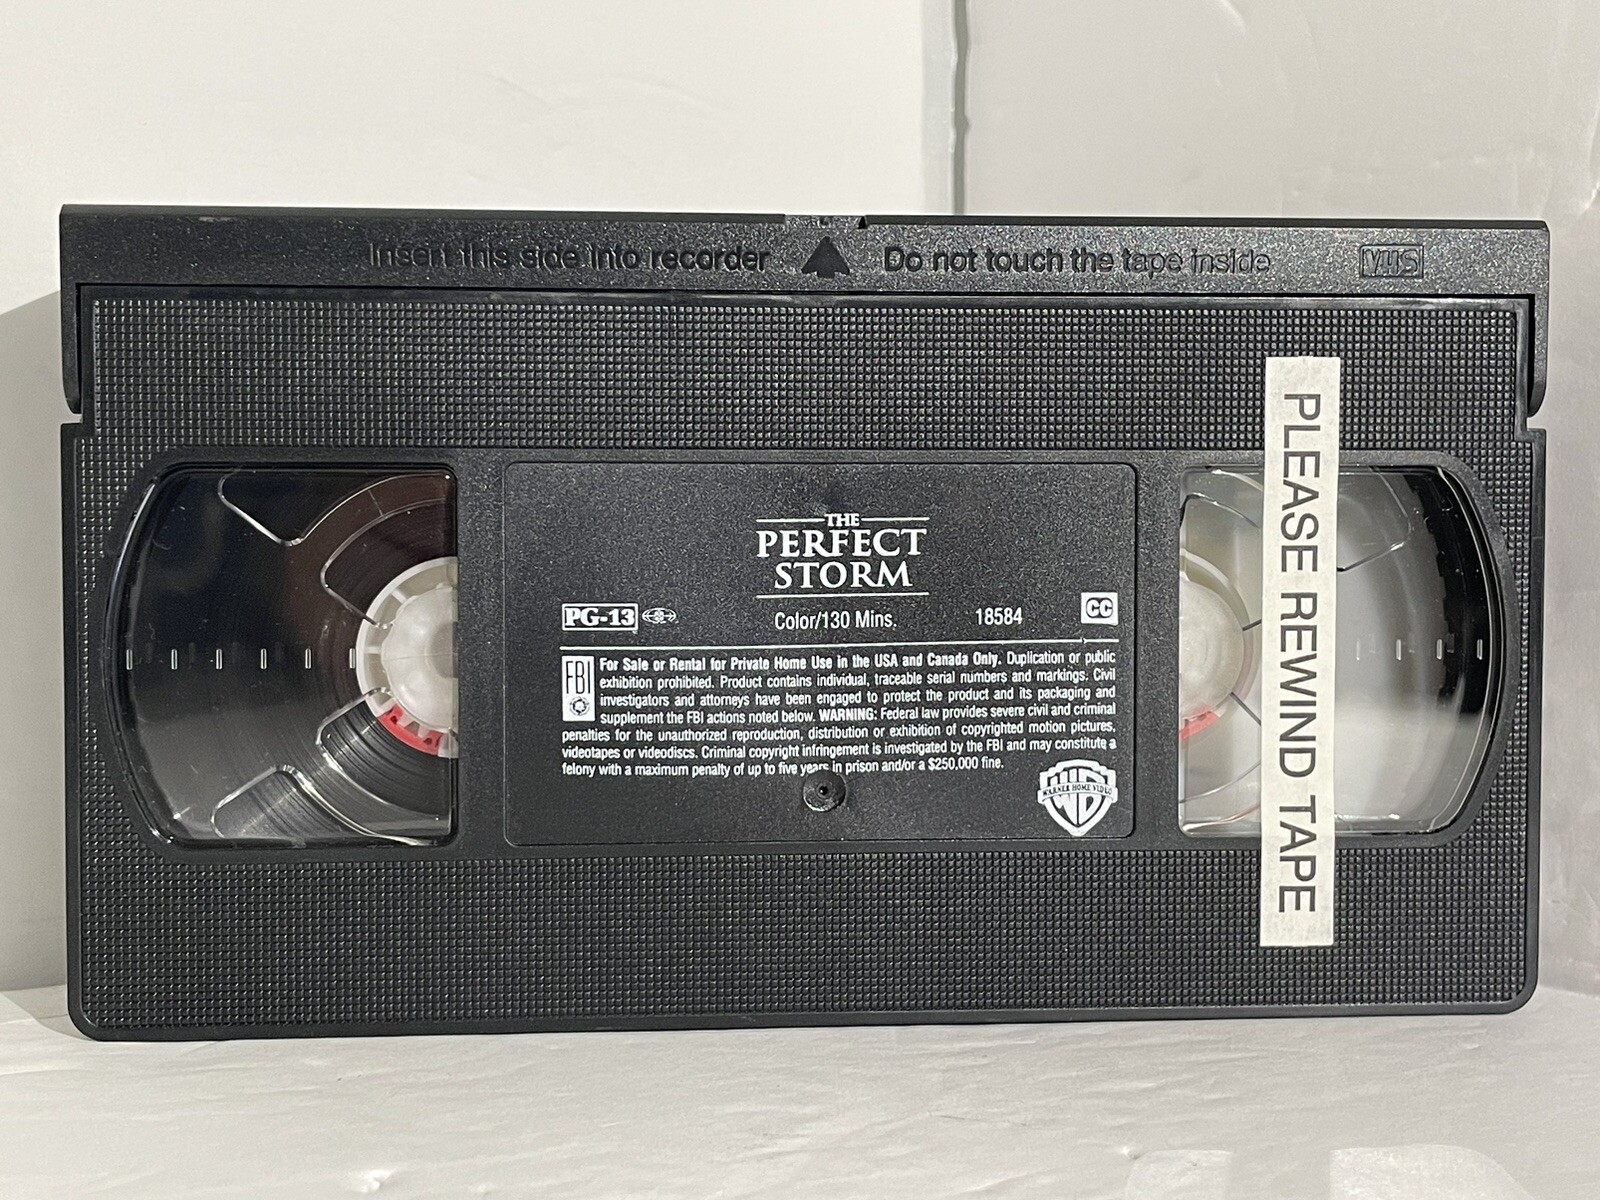 Insert this side into recorder Do not touch the tape inside VHS
THE
PERFECT
STORM
PG-13 Color/130 Mins. 18584 CC
FBI
For Sale or Rental for Private Home Use in the USA and Canada Only. Duplication or public
exhibition prohibited. Product contains individual, traceable serial numbers and markings. Civil
investigators and attorneys have been engaged to protect the product and its packaging and
supplement the FBI actions noted below. WARNING: Federal law provides severe civil and criminal
penalties for the unauthorized reproduction, distribution or exhibition of copyrighted motion pictures,
videotapes or videodiscs. Criminal copyright infringement is investigated by the FBI and may constitute a
felony with a maximum penalty of up to five years in prison and/or a $250,000 fine.
WARNER HOME VIDEO
PLEASE REWIND TAPE